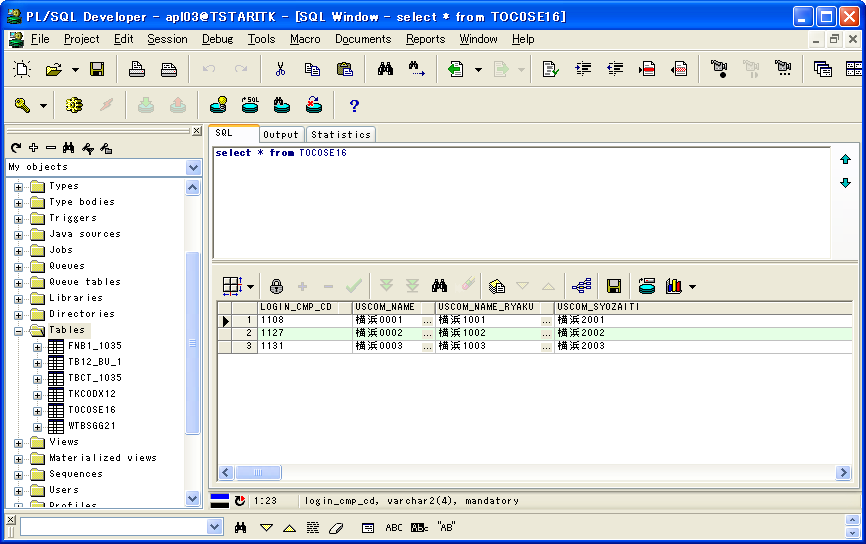 PL/SQL Developer - apl03@TSTARITK - [SQL Window - select * from TOCOSE16]
File Project Edit Session Debug Tools Macro Documents Reports Window Help
SQL Output Statistics
select * from TOCOSE16
My objects
Types
Type bodies
Triggers
Java sources
Jobs
Queues
Queue tables
Libraries
Directories
Tables
FNB1_1035
TB12_BU_1
TBCT_1035
TKCODX12
TOCOSE16
WTBSGG21
Views
Materialized views
Sequences
Users
Profiles
LOGIN_CMP_CD USCOM_NAME USCOM_NAME_RYAKU USCOM_SYOZAITI
1 1108 横浜0001 ... 横浜1001 ... 横浜2001
2 1127 横浜0002 ... 横浜1002 ... 横浜2002
3 1131 横浜0003 ... 横浜1003 ... 横浜2003
1:23 login_cmp_cd, varchar2(4), mandatory
ABC "AB"